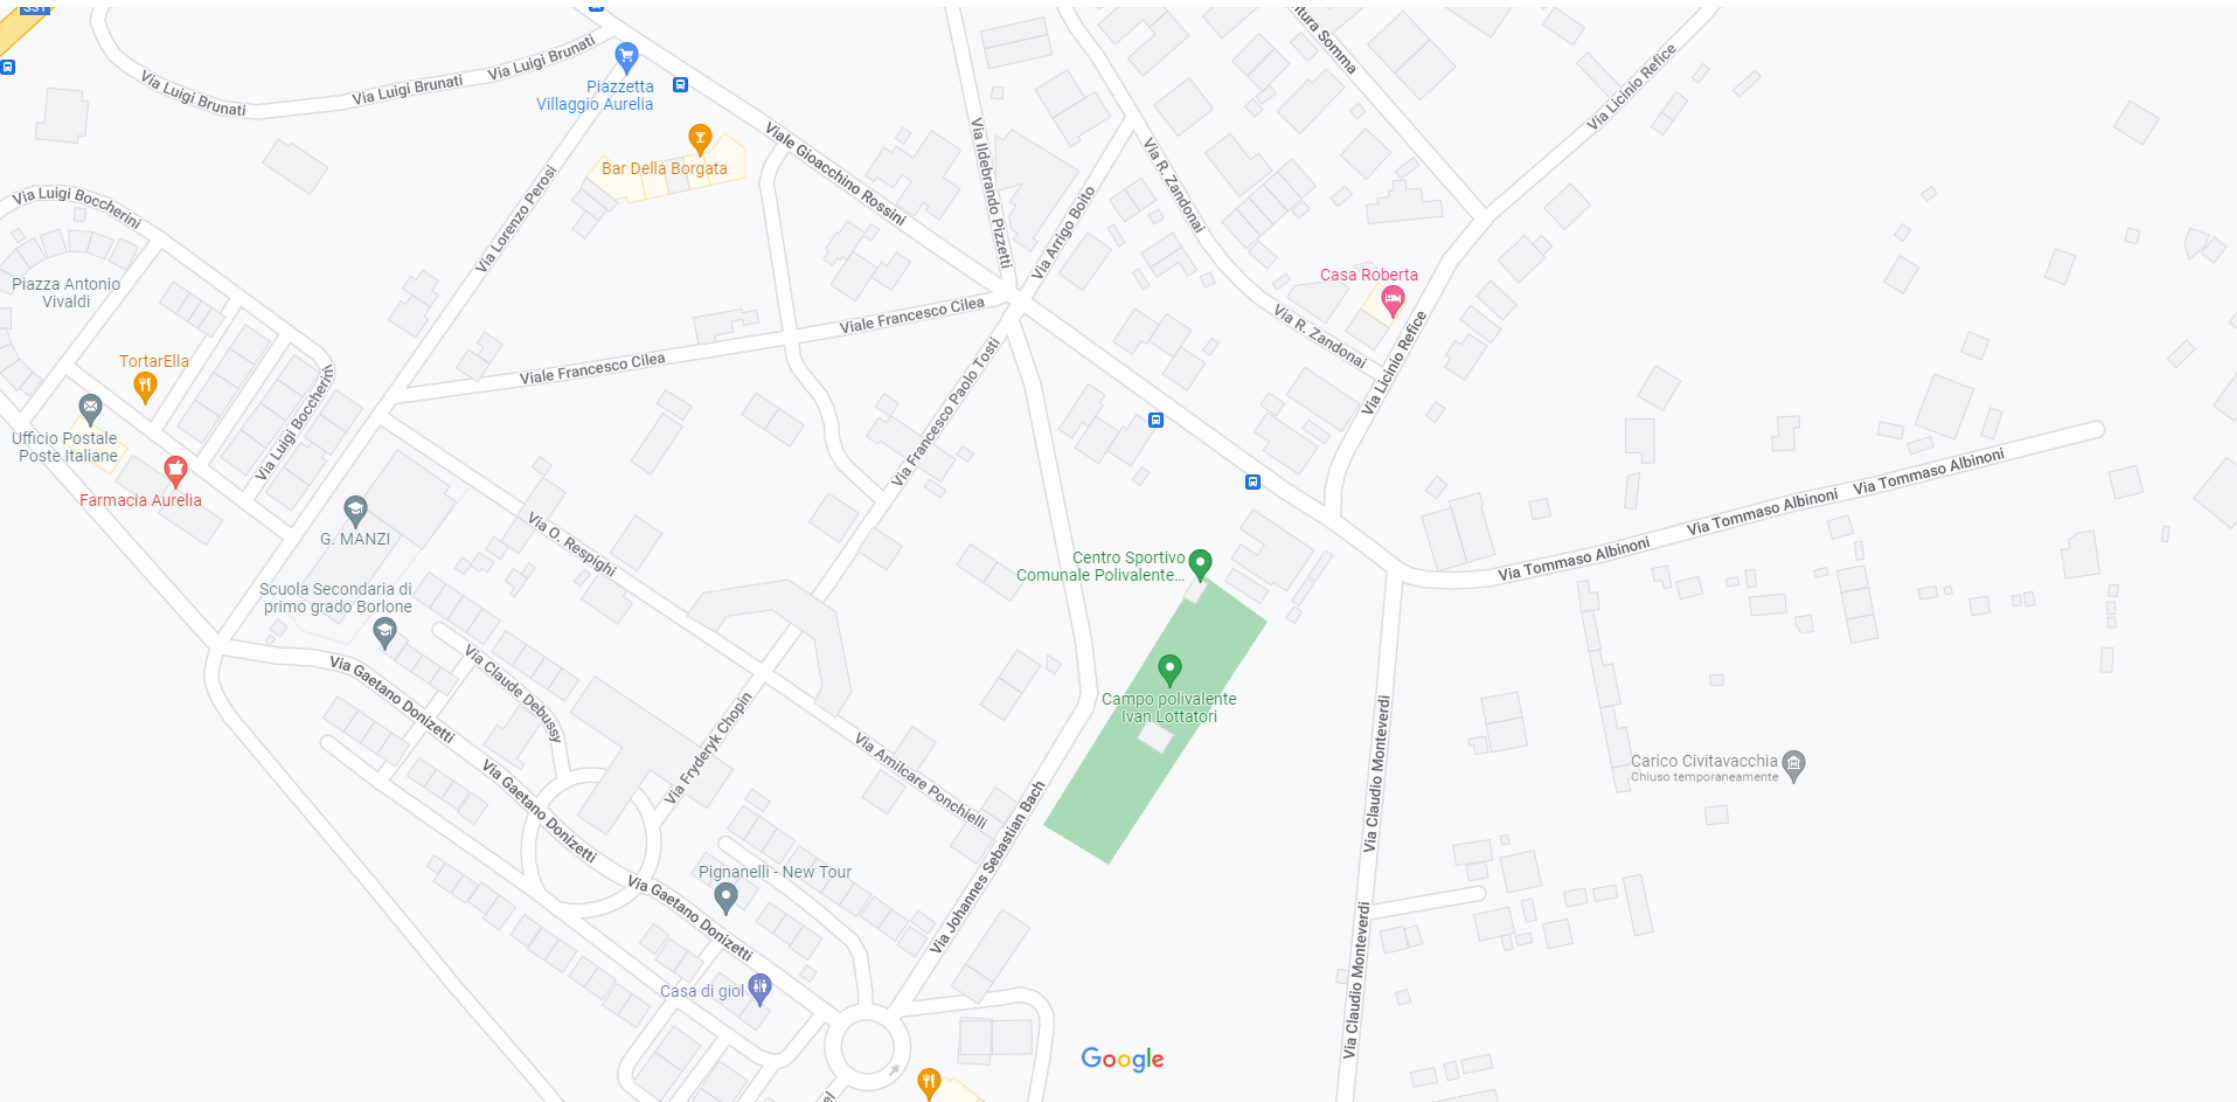 SS1
Via Luigi Brunati
Via Luigi Brunati
Via Luigi Brunati
Piazzetta
Villaggio Aurelia
Bar Della Borgata
Viale Gioacchino Rossini
Via Ildebrando Pizzetti
Via Arrigo Boito
Via R. Zandonai
Somma
Via Licinio Refice
Via Luigi Boccherini
Via Lorenzo Perosi
Piazza Antonio
Vivaldi
Casa Roberta
Viale Francesco Cilea
Viale Francesco Cilea
Via R. Zandonai
Via Licinio Refice
TortarElla
Via Luigi Boccherini
Via Francesco Paolo Tosti
Ufficio Postale
Poste Italiane
Farmacia Aurelia
G. MANZI
Via O. Respighi
Via Tommaso Albinoni
Via Tommaso Albinoni
Via Tommaso Albinoni
Centro Sportivo
Comunale Polivalente...
Scuola Secondaria di
primo grado Borlone
Via Gaetano Donizetti
Via Claude Debussy
Campo polivalente
Ivan Lottatori
Via Fryderyk Chopin
Via Amilcare Ponchielli
Via Claudio Monteverdi
Carico Civitavacchia
Chiuso temporaneamente
Via Gaetano Donizetti
Via Johannes Sebastian Bach
Pignanelli - New Tour
Via Gaetano Donizetti
Via Claudio Monteverdi
Casa di giol
Google